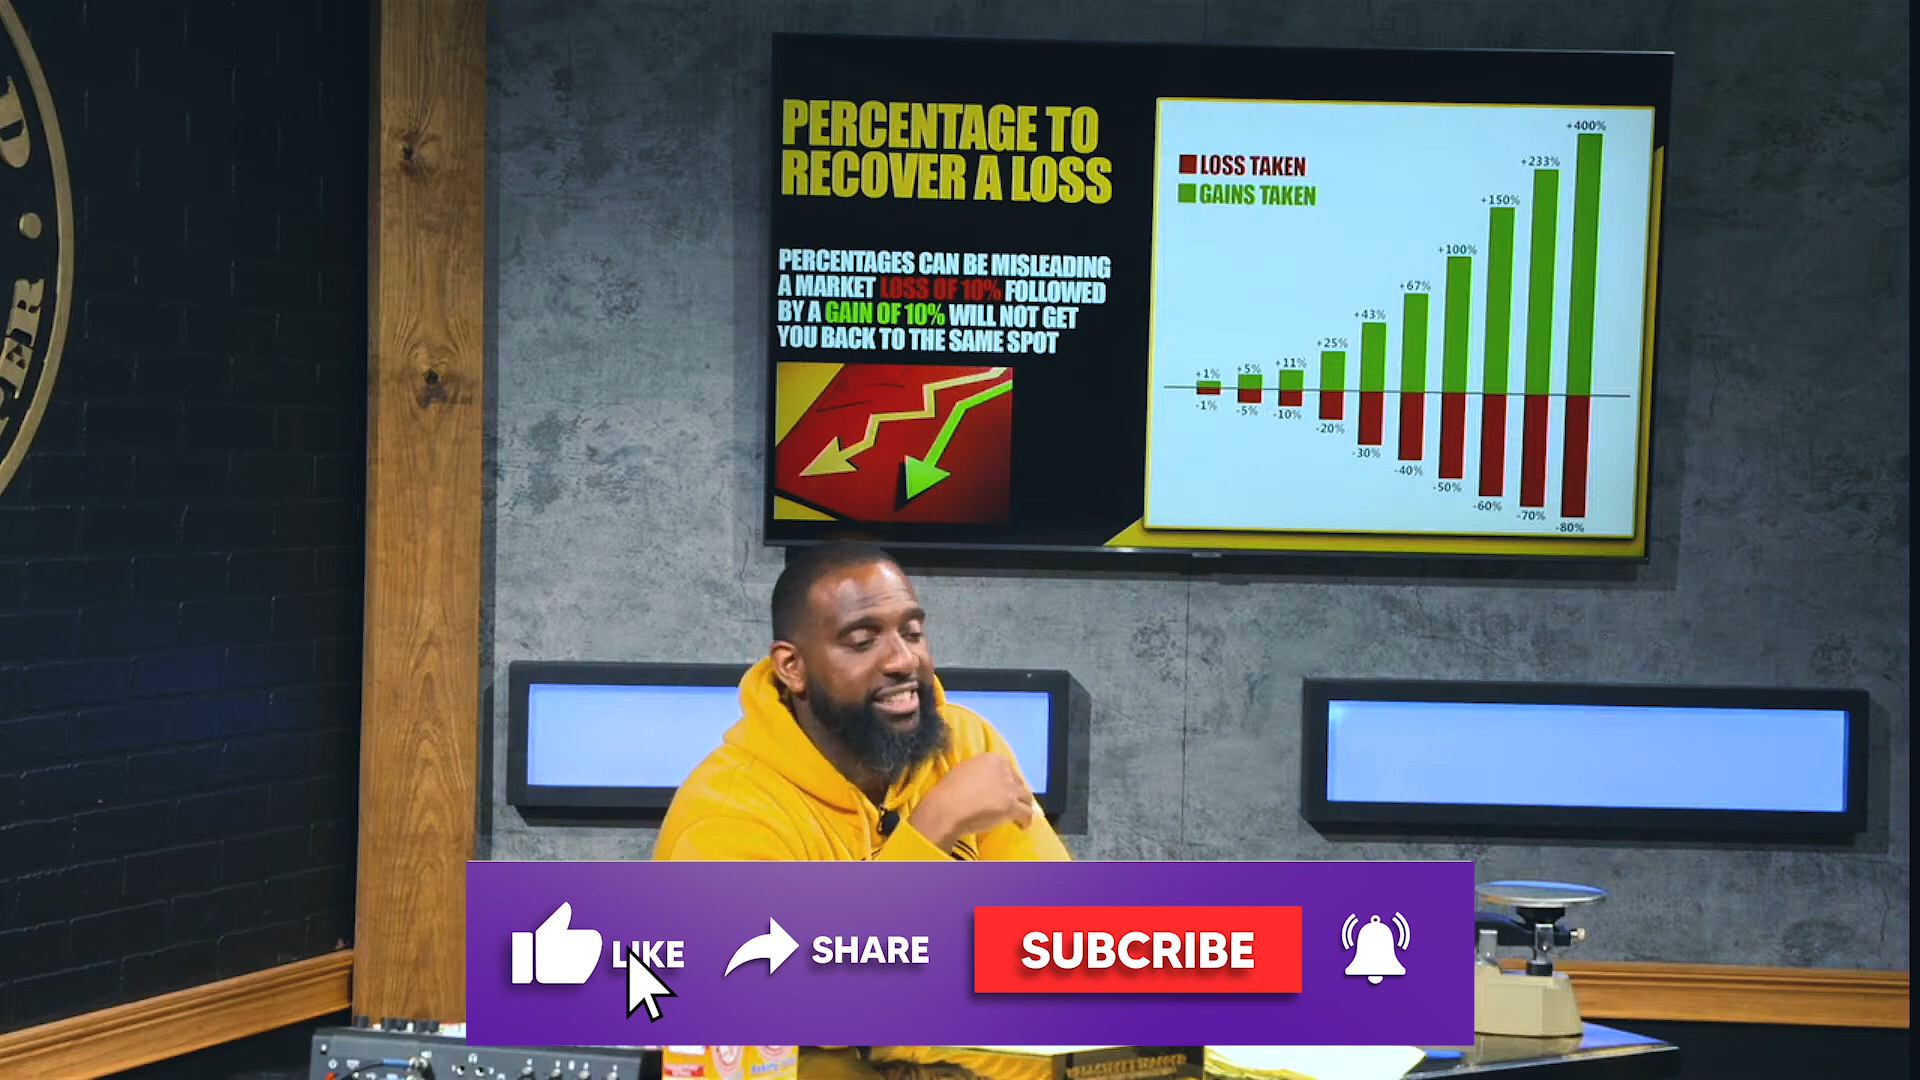 PERCENTAGE TO
RECOVER A LOSS
PERCENTAGES CAN BE MISLEADING
A MARKET LOSS OF 10% FOLLOWED
BY A GAIN OF 10% WILL NOT GET
YOU BACK TO THE SAME SPOT
LOSS TAKEN
GAINS TAKEN
+1%
+5%
+11%
+25%
+43%
+67%
+100%
+150%
+233%
+400%
-1%
-5%
-10%
-20%
-30%
-40%
-50%
-60%
-70%
-80%
LIKE
SHARE
SUBCRIBE